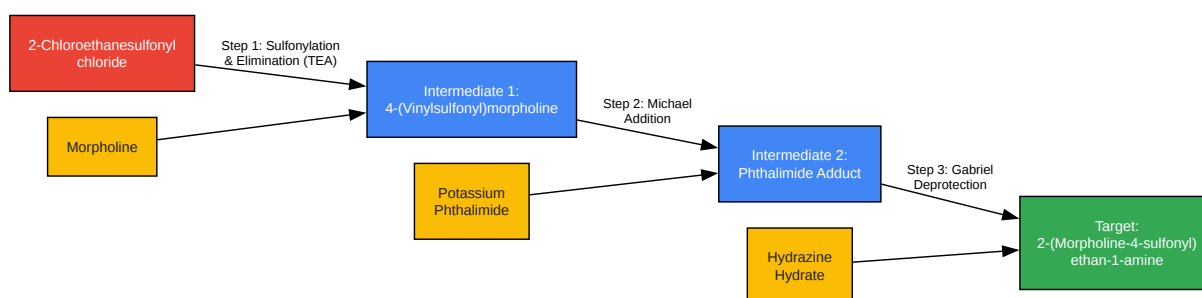 2-Chloroethanesulfonyl
chloride
Step 1: Sulfonylation
& Elimination (TEA)
Morpholine
Intermediate 1:
4-(Vinylsulfonyl)morpholine
Step 2: Michael
Addition
Potassium
Phthalimide
Intermediate 2:
Phthalimide Adduct
Step 3: Gabriel
Deprotection
Hydrazine
Hydrate
Target:
2-(Morpholine-4-sulfonyl)
ethan-1-amine